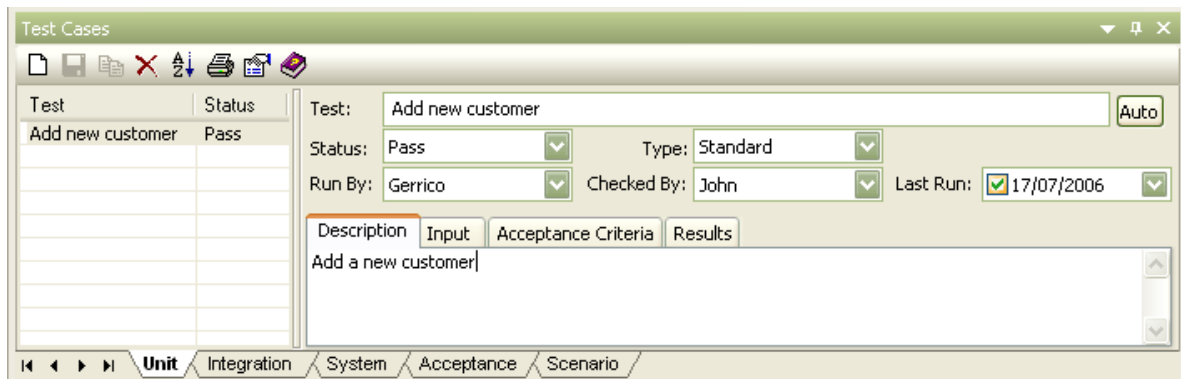 Test Cases
Test Status
Add new customer Pass
Test: Add new customer Auto
Status: Pass Type: Standard
Run By: Gerrico Checked By: John Last Run: 17/07/2006
Description Input Acceptance Criteria Results
Add a new customer
Unit Integration System Acceptance Scenario